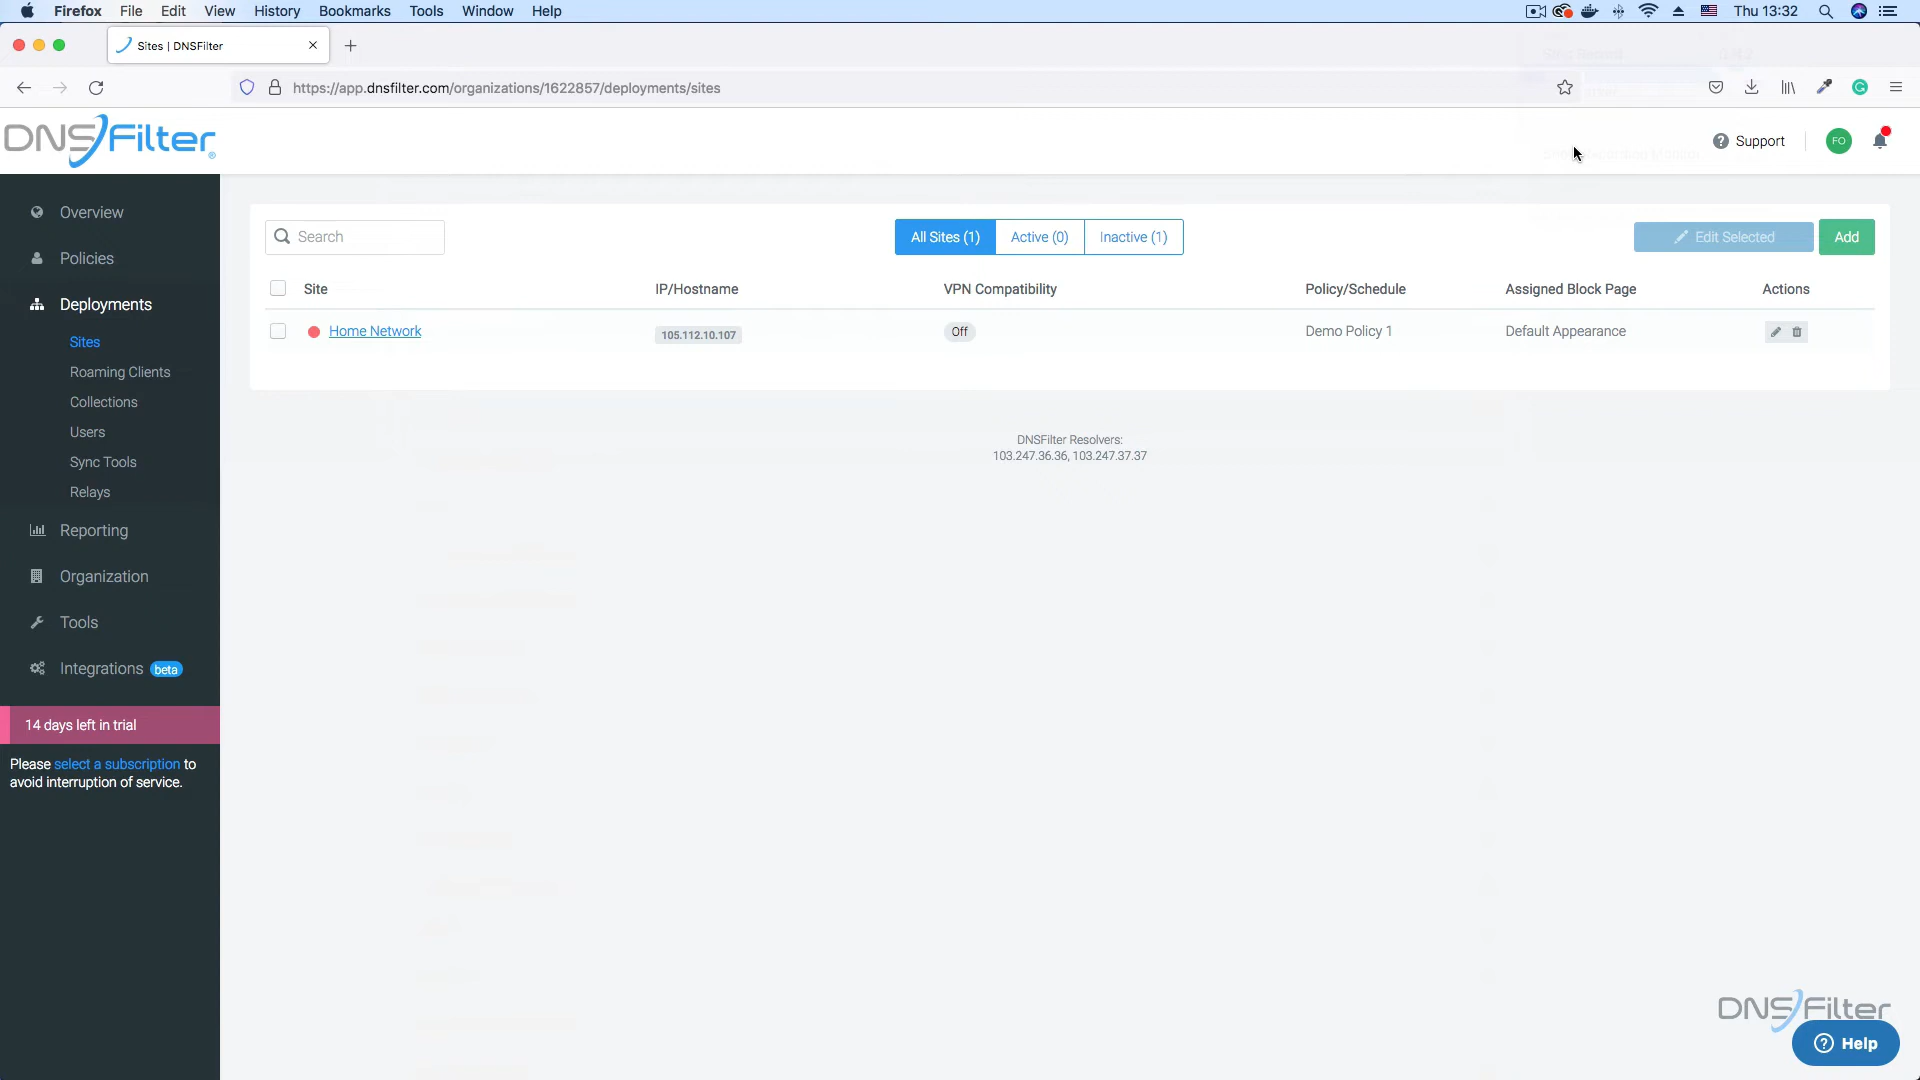 Firefox File Edit View History Bookmarks Tools Window Help
Thu 13:32
Sites | DNSFilter
https://app.dnsfilter.com/organizations/1622857/deployments/sites
DNSFilter®
Support
FO
Overview
Policies
Deployments
Sites
Roaming Clients
Collections
Users
Sync Tools
Relays
Reporting
Organization
Tools
Integrations beta
14 days left in trial
Please select a subscription to
avoid interruption of service.
Search
All Sites (1) Active (0) Inactive (1)
Edit Selected
Add
Site IP/Hostname VPN Compatibility Policy/Schedule Assigned Block Page Actions
Home Network 105.112.10.107 Off Demo Policy 1 Default Appearance
DNSFilter Resolvers:
103.247.36.36, 103.247.37.37
DNSFilter
Help